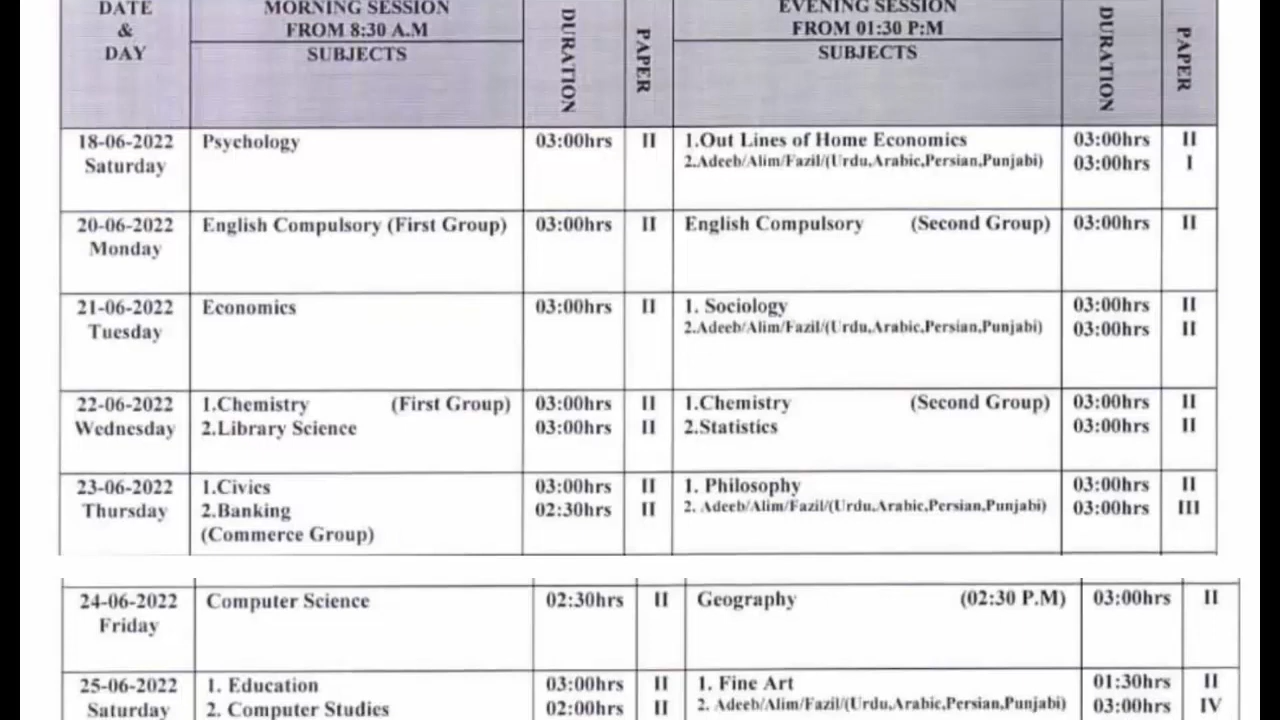 DATE & DAY | MORNING SESSION FROM 8:30 A.M SUBJECTS | DURATION | PAPER | EVENING SESSION FROM 01:30 P:M SUBJECTS | DURATION | PAPER
18-06-2022 Psychology 03:00hrs II 1.Out Lines of Home Economics 03:00hrs II
Saturday 2.Adeeb/Alim/Fazil/(Urdu,Arabic,Persian,Punjabi) 03:00hrs I
20-06-2022 English Compulsory (First Group) 03:00hrs II English Compulsory (Second Group) 03:00hrs II
Monday
21-06-2022 Economics 03:00hrs II 1. Sociology 03:00hrs II
Tuesday 2.Adeeb/Alim/Fazil/(Urdu,Arabic,Persian,Punjabi) 03:00hrs II
22-06-2022 1.Chemistry (First Group) 03:00hrs II 1.Chemistry (Second Group) 03:00hrs II
Wednesday 2.Library Science 03:00hrs II 2.Statistics 03:00hrs II
23-06-2022 1.Civics 03:00hrs II 1. Philosophy 03:00hrs II
Thursday 2.Banking 02:30hrs II 2. Adeeb/Alim/Fazil/(Urdu,Arabic,Persian,Punjabi) 03:00hrs III
(Commerce Group)
24-06-2022 Computer Science 02:30hrs II Geography (02:30 P.M) 03:00hrs II
Friday
25-06-2022 1. Education 03:00hrs II 1. Fine Art 01:30hrs II
Saturday 2. Computer Studies 02:00hrs II 2. Adeeb/Alim/Fazil/(Urdu,Arabic,Persian,Punjabi) 03:00hrs IV